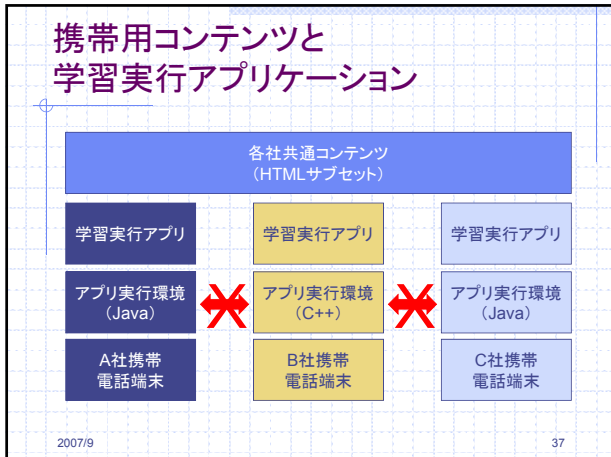 携帯用コンテンツと
学習実行アプリケーション
各社共通コンテンツ
（HTMLサブセット）
学習実行アプリ
学習実行アプリ
学習実行アプリ
アプリ実行環境
（Java）
アプリ実行環境
（C++）
アプリ実行環境
（Java）
A社携帯
電話端末
B社携帯
電話端末
C社携帯
電話端末
2007/9
37